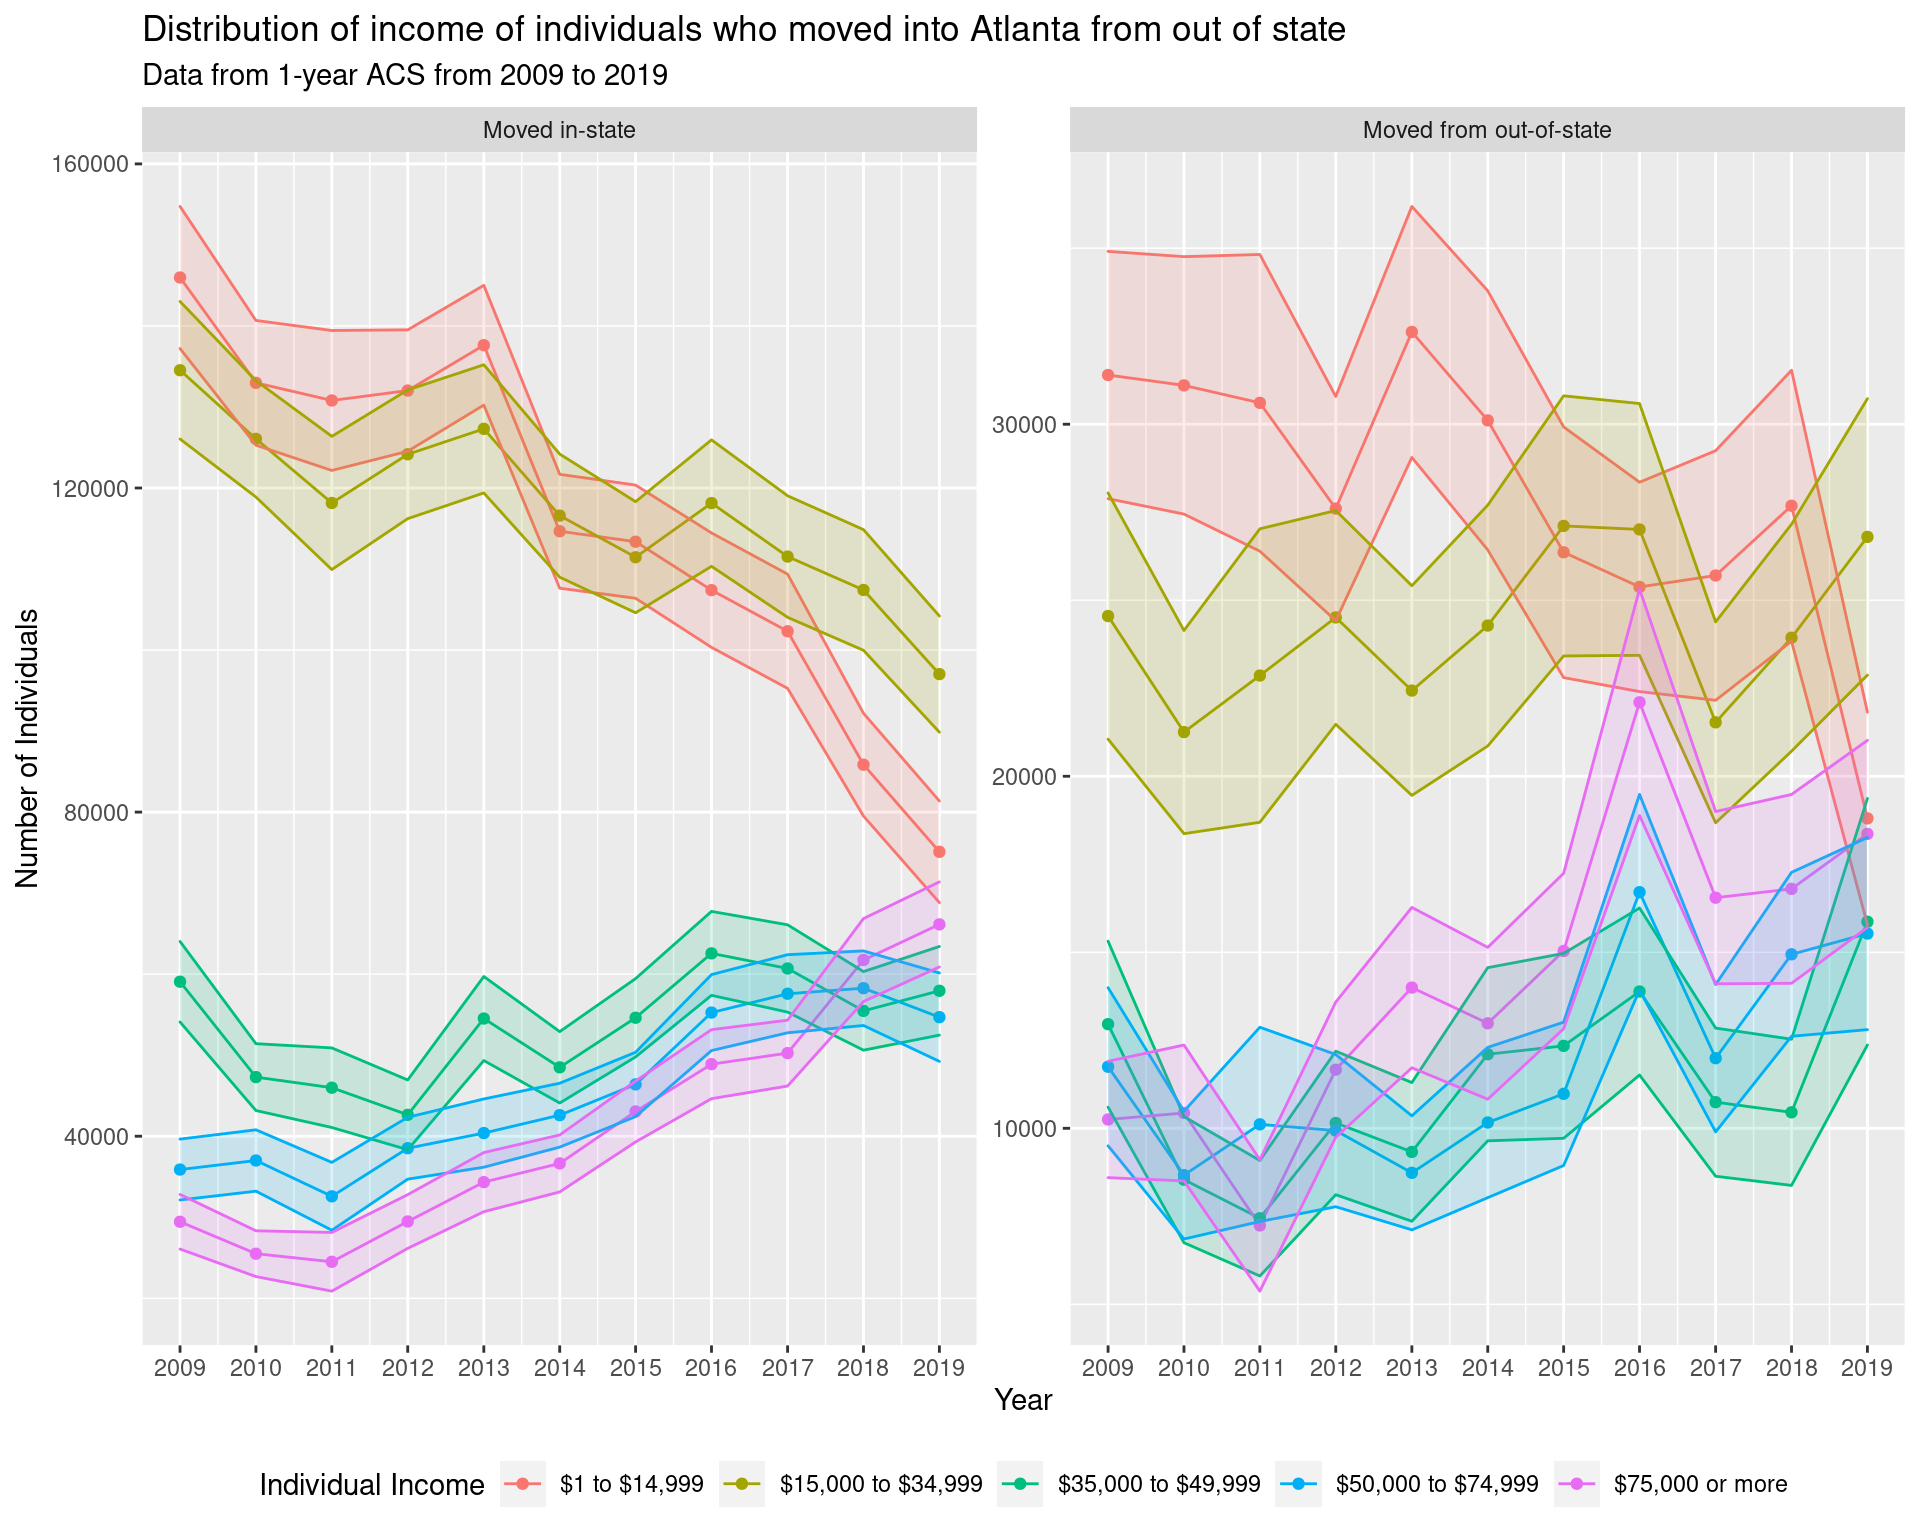 Distribution of income of individuals who moved into Atlanta from out of state
Data from 1-year ACS from 2009 to 2019
Moved in-state
Moved from out-of-state
Number of Individuals
160000
120000
80000
40000
30000
20000
10000
2009 2010 2011 2012 2013 2014 2015 2016 2017 2018 2019
2009 2010 2011 2012 2013 2014 2015 2016 2017 2018 2019
Year
Individual Income $1 to $14,999 $15,000 to $34,999 $35,000 to $49,999 $50,000 to $74,999 $75,000 or more